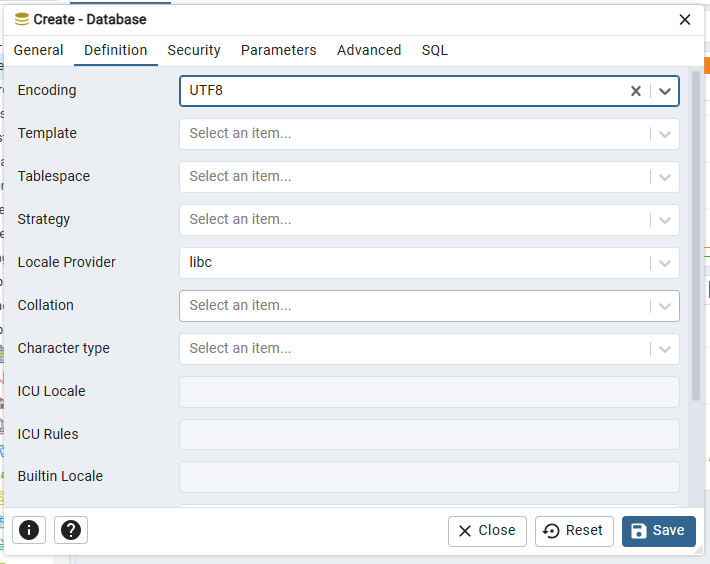 Create - Database
General Definition Security Parameters Advanced SQL
Encoding UTF8
Template Select an item...
Tablespace Select an item...
Strategy Select an item...
Locale Provider libc
Collation Select an item...
Character type Select an item...
ICU Locale
ICU Rules
Builtin Locale
Close Reset Save